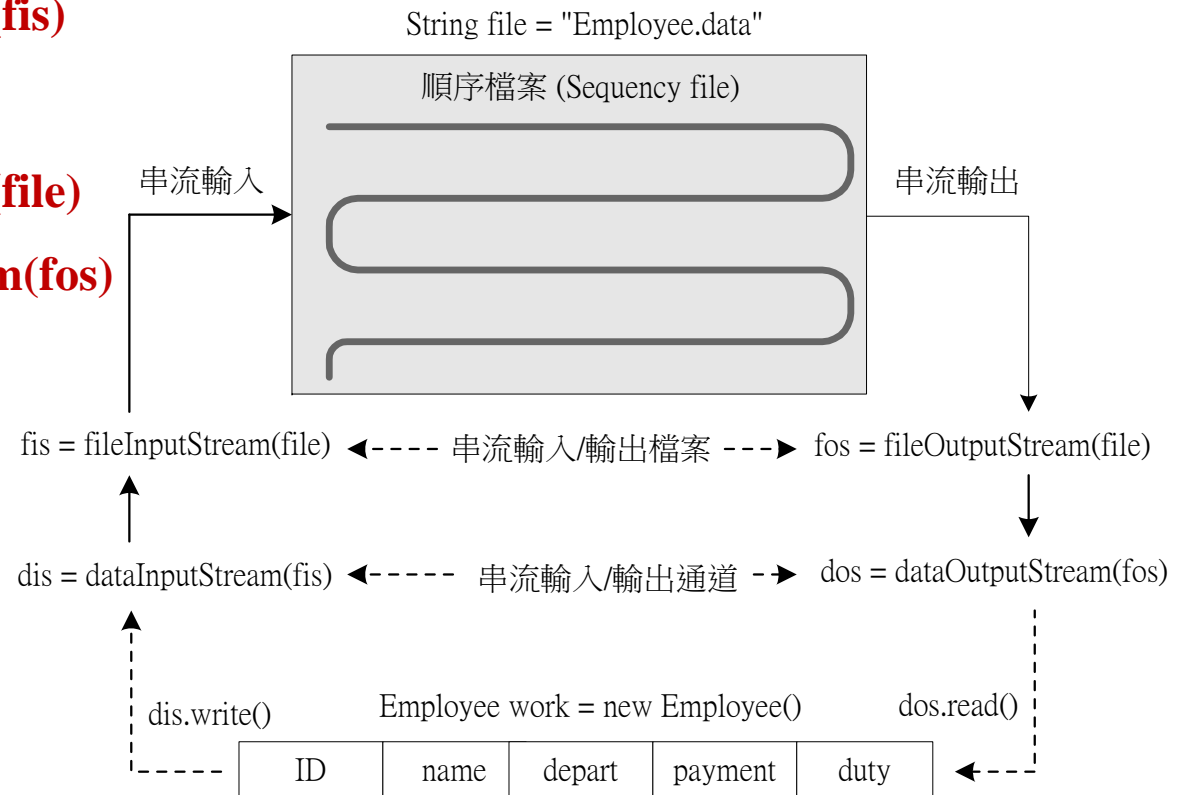 (fis)
String file = "Employee.data"
順序檔案 (Sequency file)
串流輸入
串流輸出
(file)
m(fos)
fis = fileInputStream(file)
串流輸入/輸出檔案
fos = fileOutputStream(file)
dis = dataInputStream(fis)
串流輸入/輸出通道
dos = dataOutputStream(fos)
dis.write()
Employee work = new Employee()
dos.read()
ID name depart payment duty